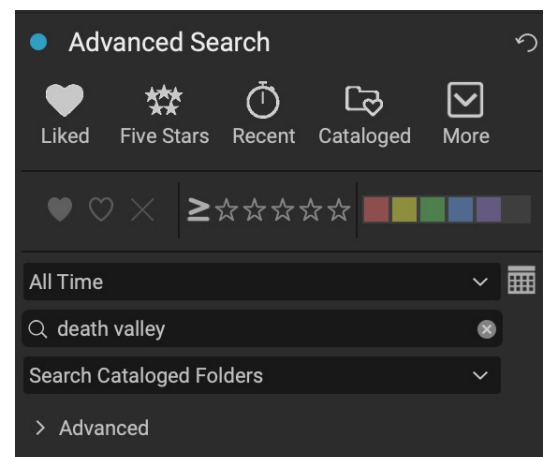 Advanced Search
Liked Five Stars Recent Cataloged More
All Time
death valley
Search Cataloged Folders
Advanced